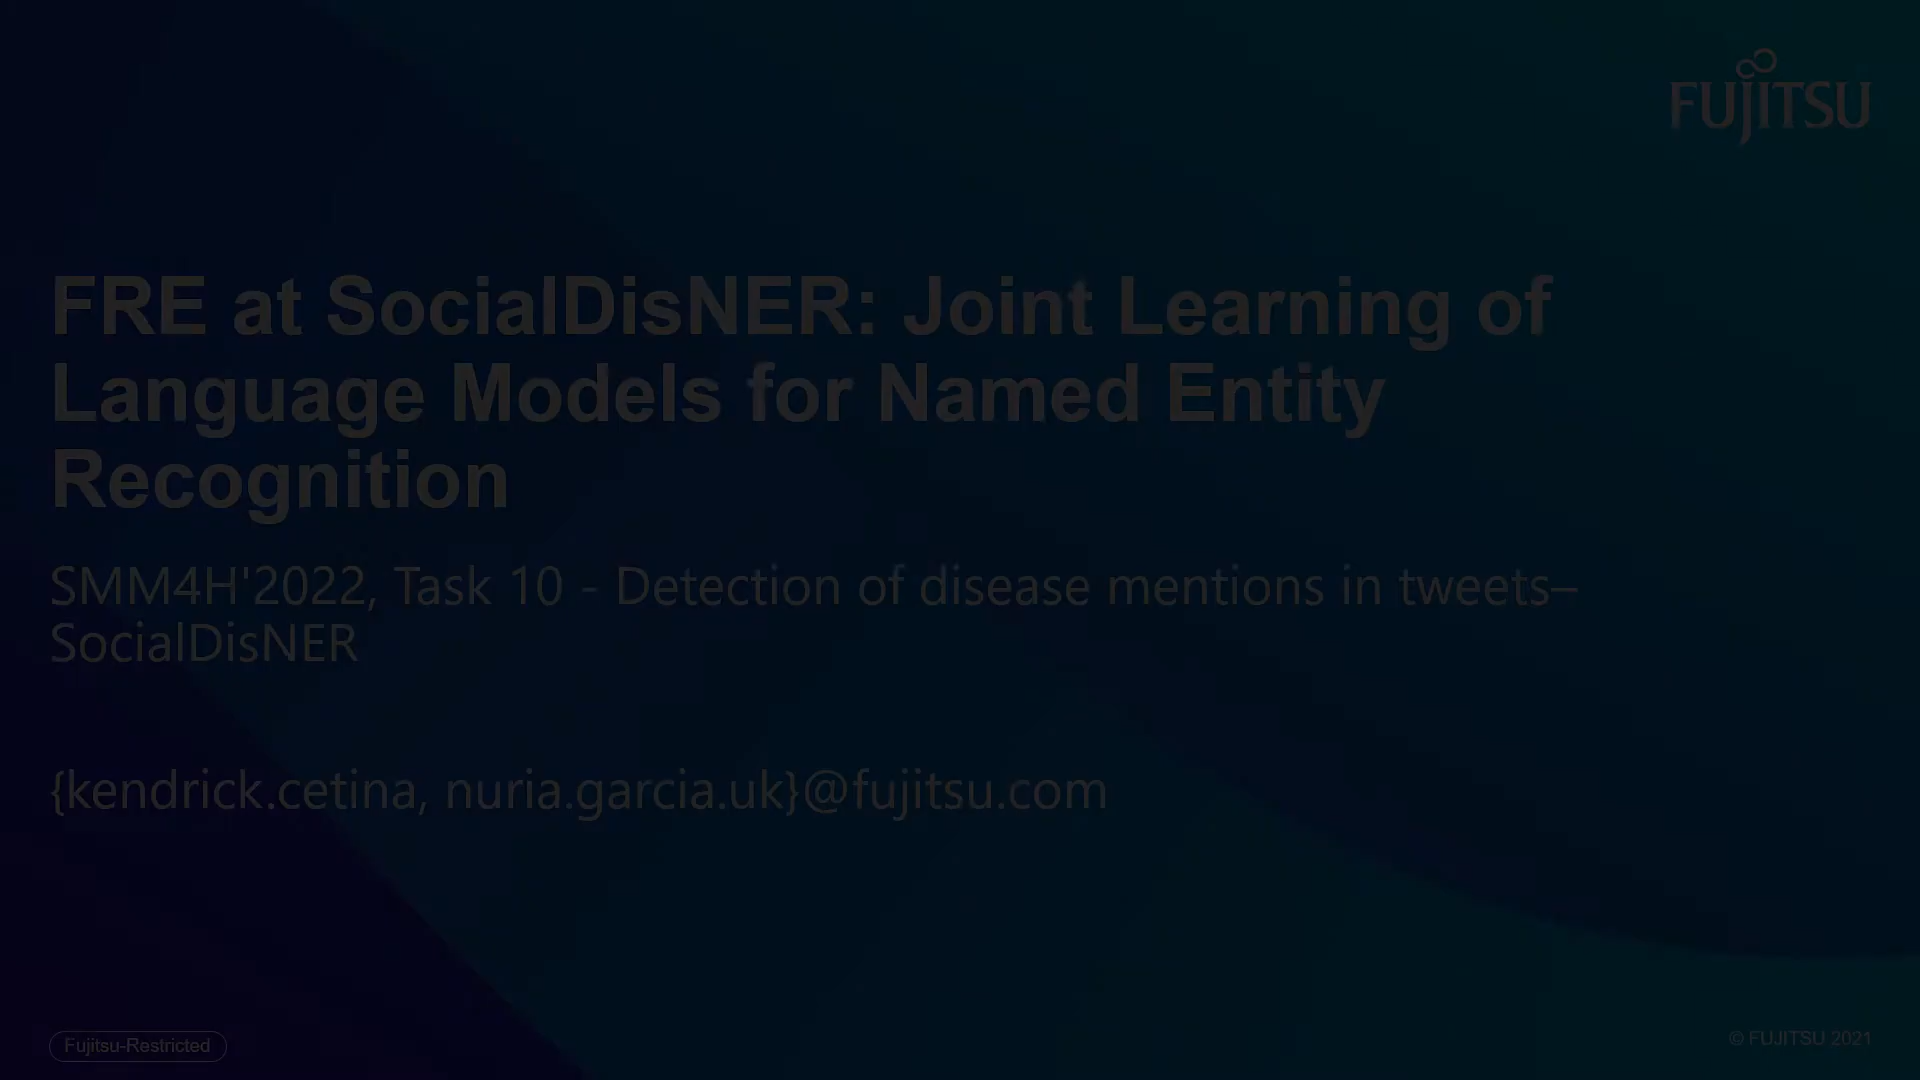 FUJITSU
FRE at SocialDisNER: Joint Learning of
Language Models for Named Entity
Recognition
SMM4H'2022, Task 10 - Detection of disease mentions in tweets–
SocialDisNER
{kendrick.cetina, nuria.garcia.uk}@fujitsu.com
Fujitsu-Restricted
© FUJITSU 2021